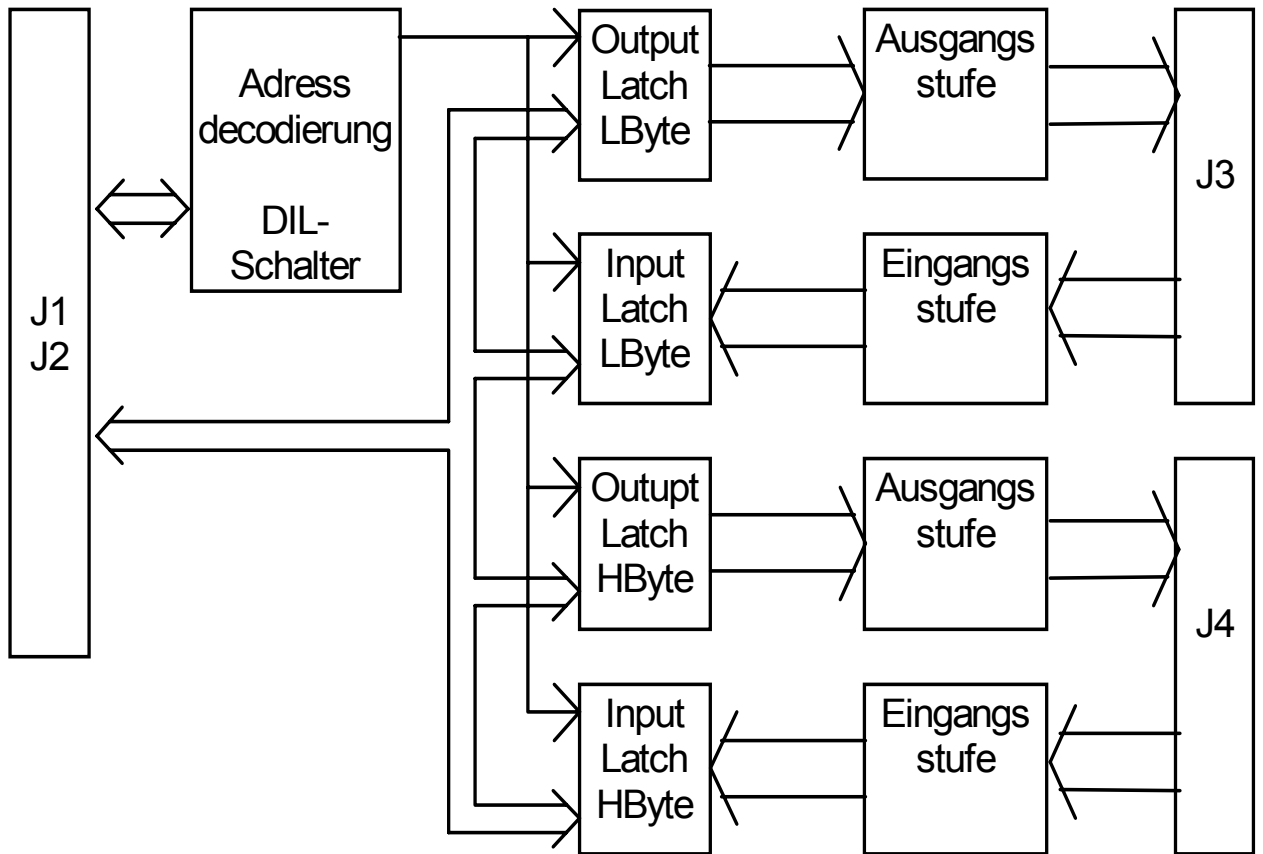 J1
J2
Adress
decodierung
DIL-
Schalter
Output
Latch
LByte
Ausgangs
stufe
J3
Input
Latch
LByte
Eingangs
stufe
Outupt
Latch
HByte
Ausgangs
stufe
J4
Input
Latch
HByte
Eingangs
stufe